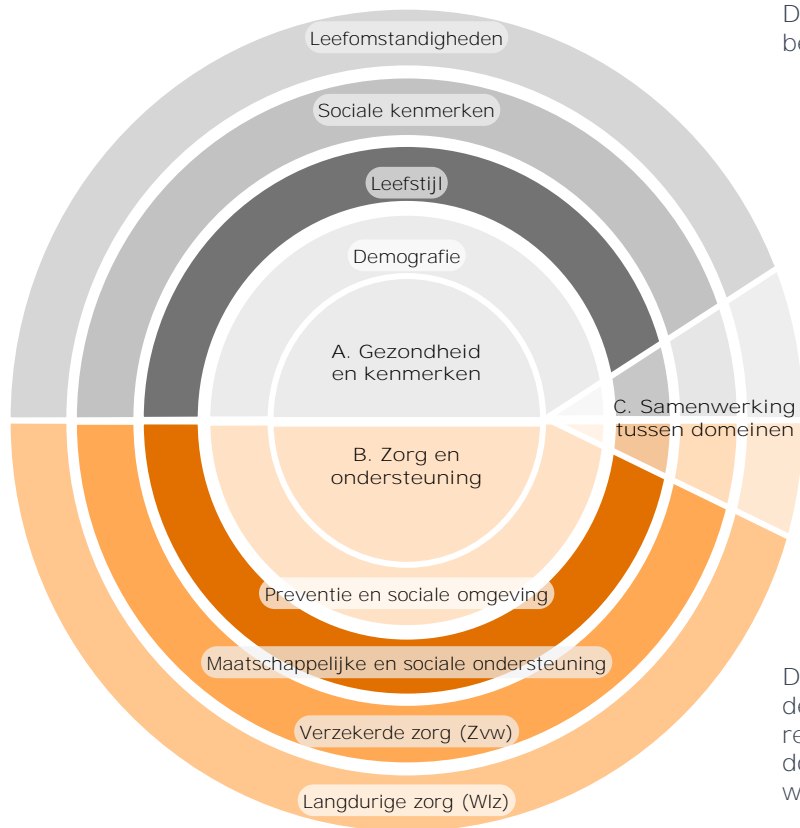 Leefomstandigheden
Sociale kenmerken
Leefstijl
Demografie
A. Gezondheid
en kenmerken
C. Samenwerking
tussen domeinen
B. Zorg en
ondersteuning
Preventie en sociale omgeving
Maatschappelijke en sociale ondersteuning
Verzekerde zorg (Zvw)
Langdurige zorg (Wlz)